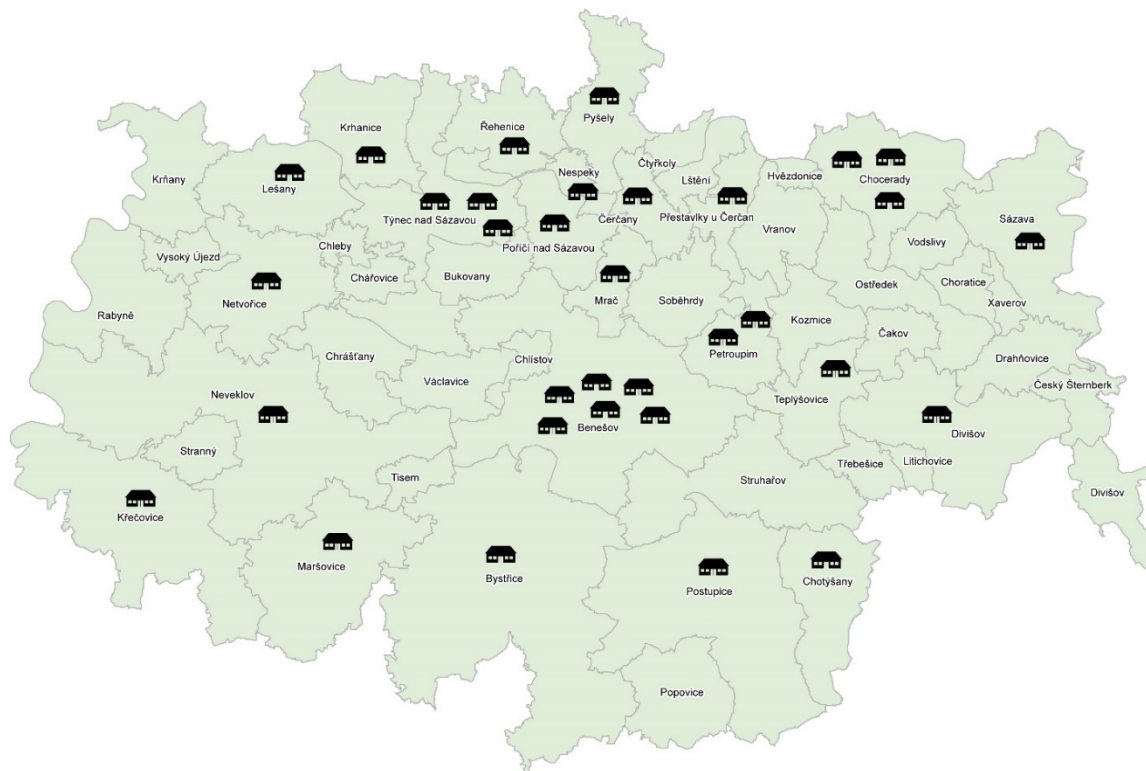 Pyšely
Krhanice
Řehenice
Krňany
Lešany
Nespeky
Čtyřkoly
Lštění
Hvězdonice
Chocerady
Týnec nad Sázavou
Poříčí nad Sázavou
Čerčany
Přestavlky u Čerčan
Vranov
Sázava
Vodslivy
Vysoký Újezd
Chleby
Chářovice
Bukovany
Netvořice
Mrač
Soběhrdy
Ostředek
Choratice
Xaverov
Rabyně
Kozmice
Čakov
Chrášťany
Chlístov
Petroupim
Drahňovice
Václavice
Český Šternberk
Neveklov
Teplýšovice
Benešov
Divišov
Stranný
Třebešice
Litichovice
Tisem
Struhařov
Divišov
Křečovice
Maršovice
Bystřice
Postupice
Chotýšany
Popovice